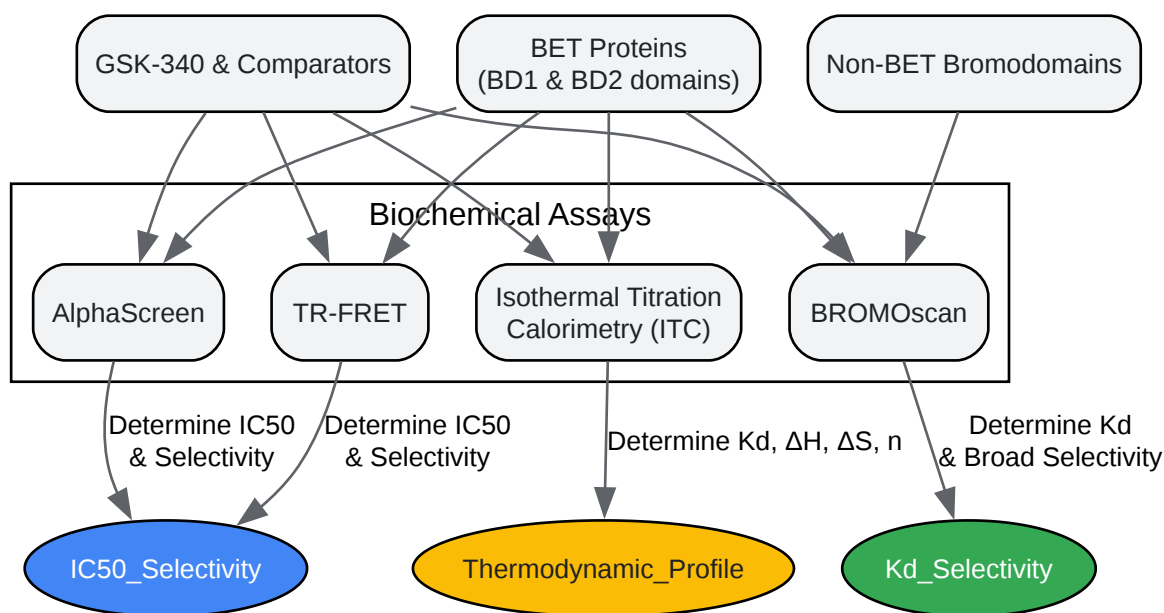 GSK-340 & Comparators
BET Proteins
(BD1 & BD2 domains)
Non-BET Bromodomains
Biochemical Assays
AlphaScreen
TR-FRET
Isothermal Titration
Calorimetry (ITC)
BROMOscan
Determine IC50
& Selectivity
Determine IC50
& Selectivity
Determine Kd, ΔH, ΔS, n
Determine Kd
& Broad Selectivity
IC50_Selectivity
Thermodynamic_Profile
Kd_Selectivity